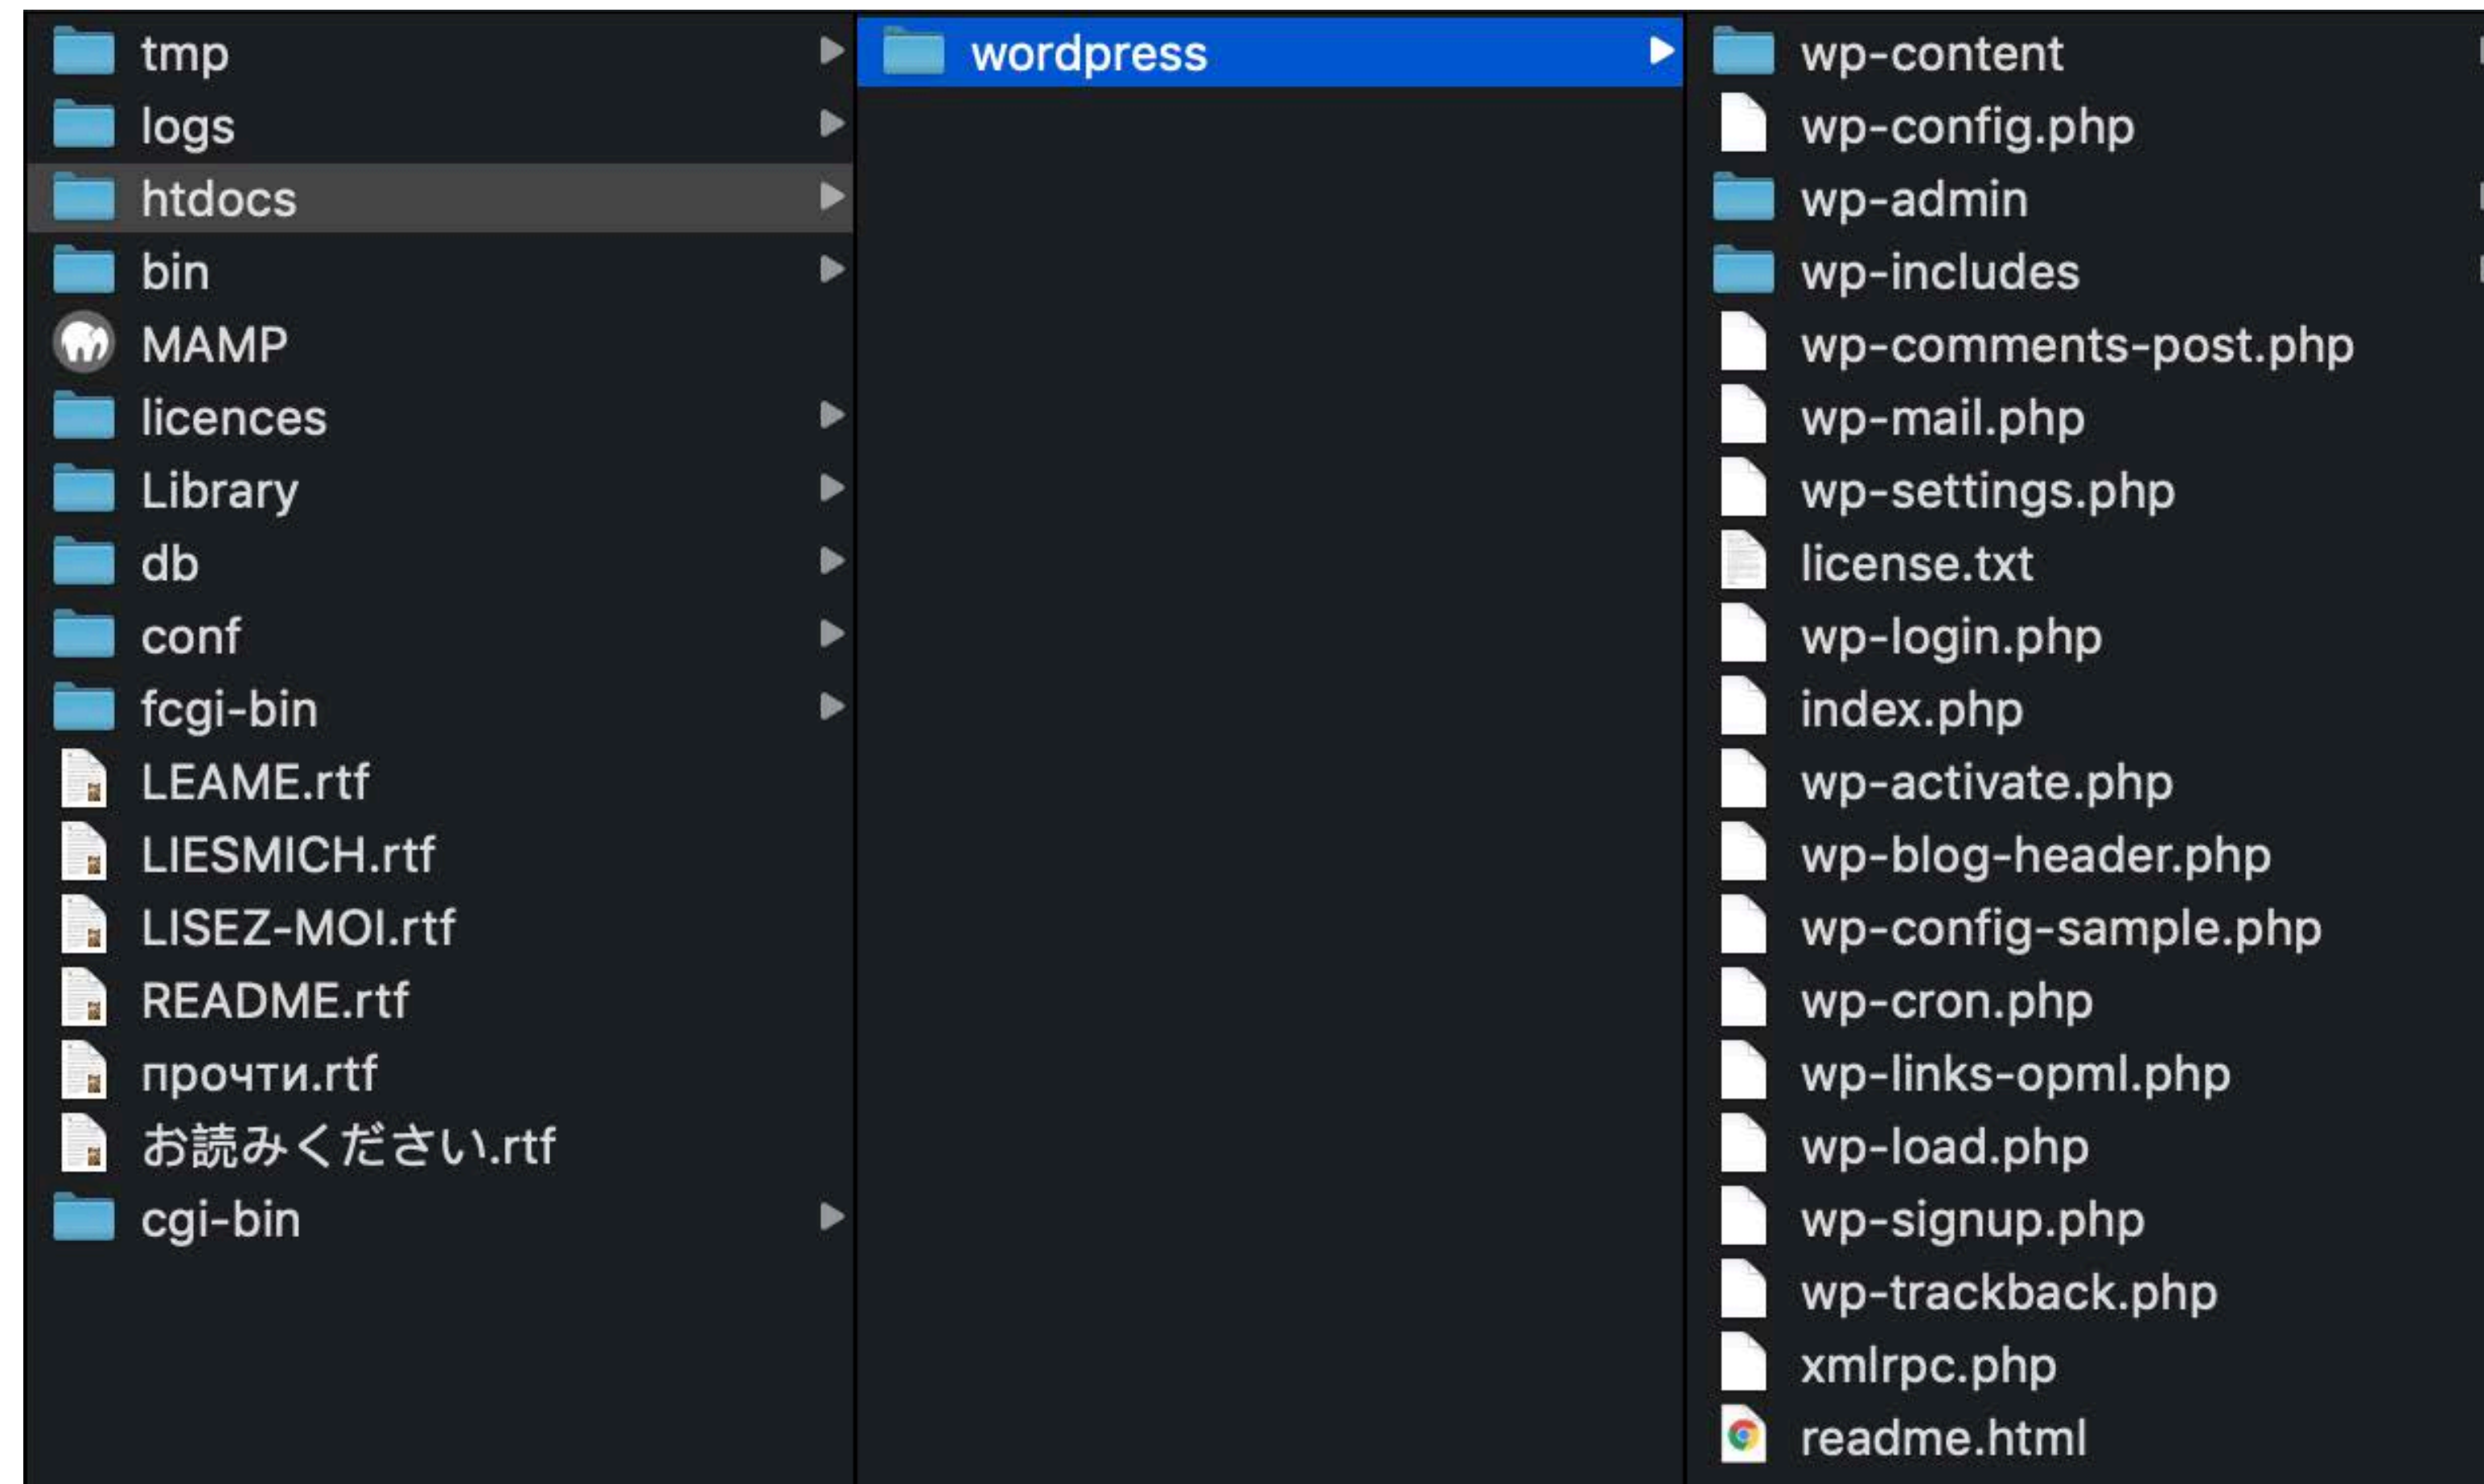 tmp
logs
htdocs
bin
MAMP
licences
Library
db
conf
fcgi-bin
LEAME.rtf
LIESMICH.rtf
LISEZ-MOI.rtf
README.rtf
прочти.rtf
お読みください.rtf
cgi-bin
wordpress
wp-content
wp-config.php
wp-admin
wp-includes
wp-comments-post.php
wp-mail.php
wp-settings.php
license.txt
wp-login.php
index.php
wp-activate.php
wp-blog-header.php
wp-config-sample.php
wp-cron.php
wp-links-opml.php
wp-load.php
wp-signup.php
wp-trackback.php
xmlrpc.php
readme.html